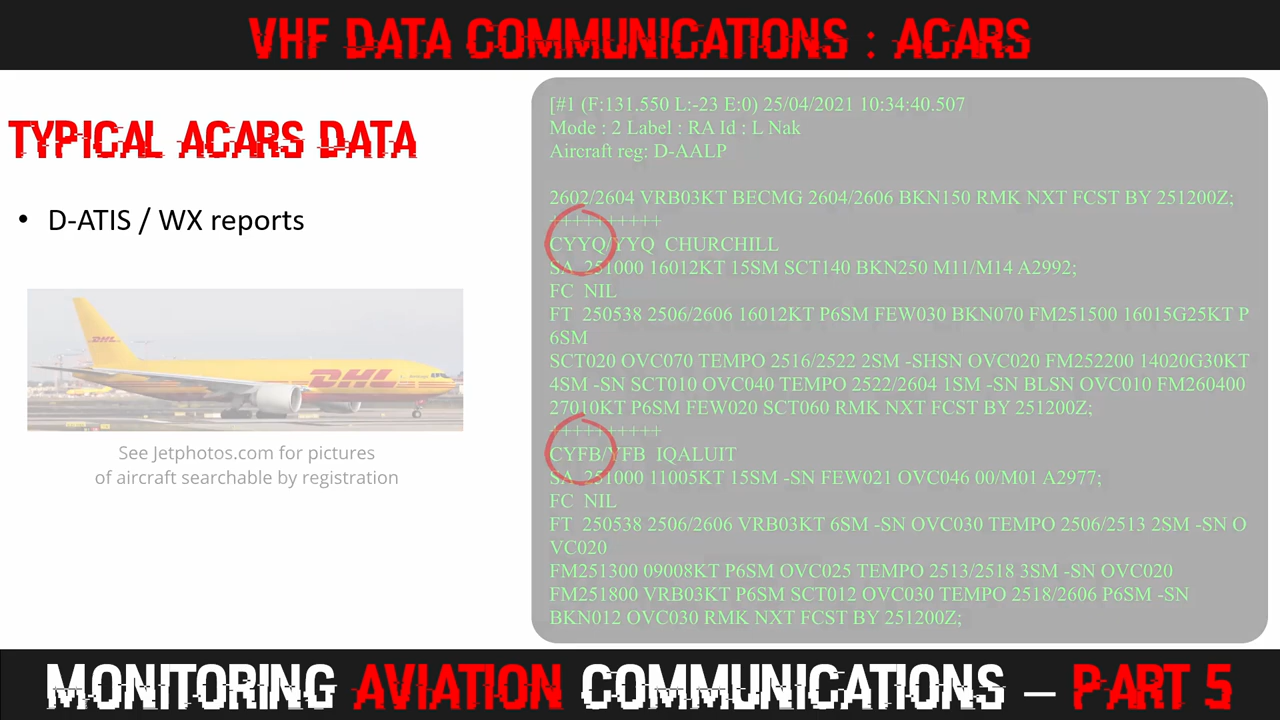 VHF DATA COMMUNICATIONS : ACARS
TYPICAL ACARS DATA
• D-ATIS / WX reports
DHL
DHL
See Jetphotos.com for pictures
of aircraft searchable by registration
[#1 (F:131.550 L:-23 E:0) 25/04/2021 10:34:40.507
Mode : 2 Label : RA Id : L Nak
Aircraft reg: D-AALP
2602/2604 VRB03KT BECMG 2604/2606 BKN150 RMK NXT FCST BY 251200Z;
++++++++++
CYYQ/YYQ CHURCHILL
SA 251000 16012KT 15SM SCT140 BKN250 M11/M14 A2992;
FC NIL
FT 250538 2506/2606 16012KT P6SM FEW030 BKN070 FM251500 16015G25KT P
6SM
SCT020 OVC070 TEMPO 2516/2522 2SM -SHSN OVC020 FM252200 14020G30KT
4SM -SN SCT010 OVC040 TEMPO 2522/2604 1SM -SN BLSN OVC010 FM260400
27010KT P6SM FEW020 SCT060 RMK NXT FCST BY 251200Z;
++++++++++
CYFB/YFB IQALUIT
SA 251000 11005KT 15SM -SN FEW021 OVC046 00/M01 A2977;
FC NIL
FT 250538 2506/2606 VRB03KT 6SM -SN OVC030 TEMPO 2506/2513 2SM -SN O
VC020
FM251300 09008KT P6SM OVC025 TEMPO 2513/2518 3SM -SN OVC020
FM251800 VRB03KT P6SM SCT012 OVC030 TEMPO 2518/2606 P6SM -SN
BKN012 OVC030 RMK NXT FCST BY 251200Z;
MONITORING AVIATION COMMUNICATIONS – PART 5